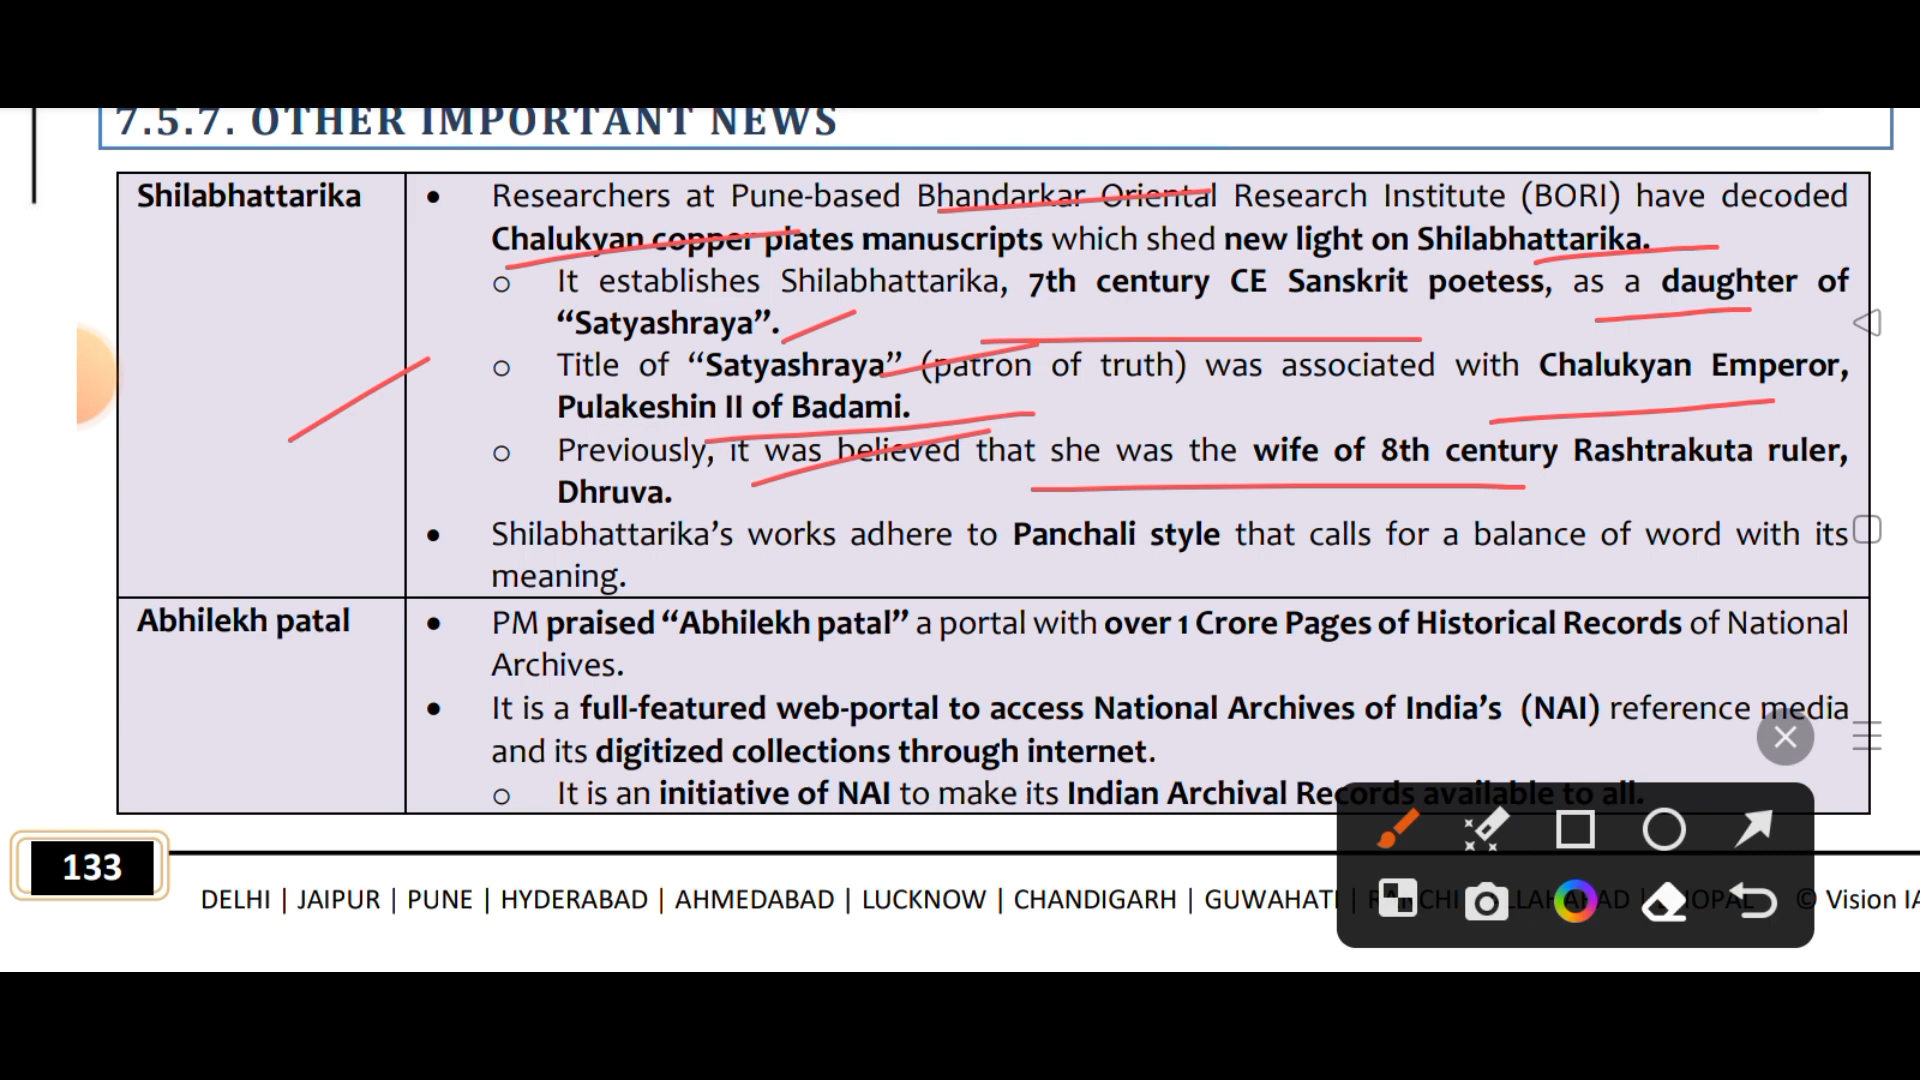 7.5.7. OTHER IMPORTANT NEWS
Shilabhattarika
• Researchers at Pune-based Bhandarkar Oriental Research Institute (BORI) have decoded
Chalukyan copper plates manuscripts which shed new light on Shilabhattarika.
o It establishes Shilabhattarika, 7th century CE Sanskrit poetess, as a daughter of
“Satyashraya”.
o Title of “Satyashraya” (patron of truth) was associated with Chalukyan Emperor,
Pulakeshin II of Badami.
o Previously, it was believed that she was the wife of 8th century Rashtrakuta ruler,
Dhruva.
• Shilabhattarika’s works adhere to Panchali style that calls for a balance of word with its
meaning.
Abhilekh patal
• PM praised “Abhilekh patal” a portal with over 1 Crore Pages of Historical Records of National
Archives.
• It is a full-featured web-portal to access National Archives of India’s (NAI) reference media
and its digitized collections through internet.
o It is an initiative of NAI to make its Indian Archival Records available to all.
133
DELHI | JAIPUR | PUNE | HYDERABAD | AHMEDABAD | LUCKNOW | CHANDIGARH | GUWAHATI | © Vision IA